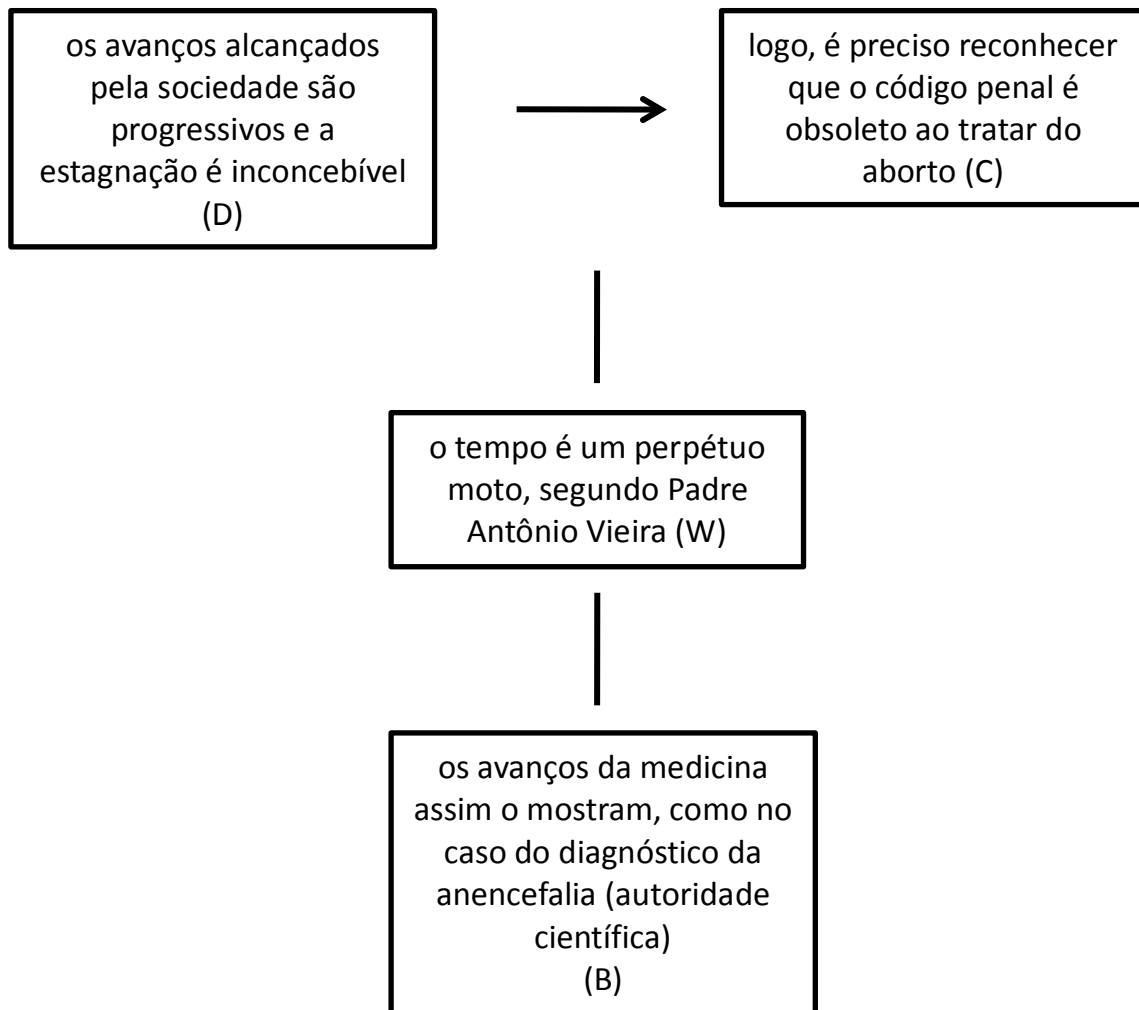 os avanços alcançados
pela sociedade são
progressivos e a
estagnação é inconcebível
(D)
logo, é preciso reconhecer
que o código penal é
obsoleto ao tratar do
aborto (C)
o tempo é um perpétuo
moto, segundo Padre
Antônio Vieira (W)
os avanços da medicina
assim o mostram, como no
caso do diagnóstico da
anencefalia (autoridade
científica)
(B)